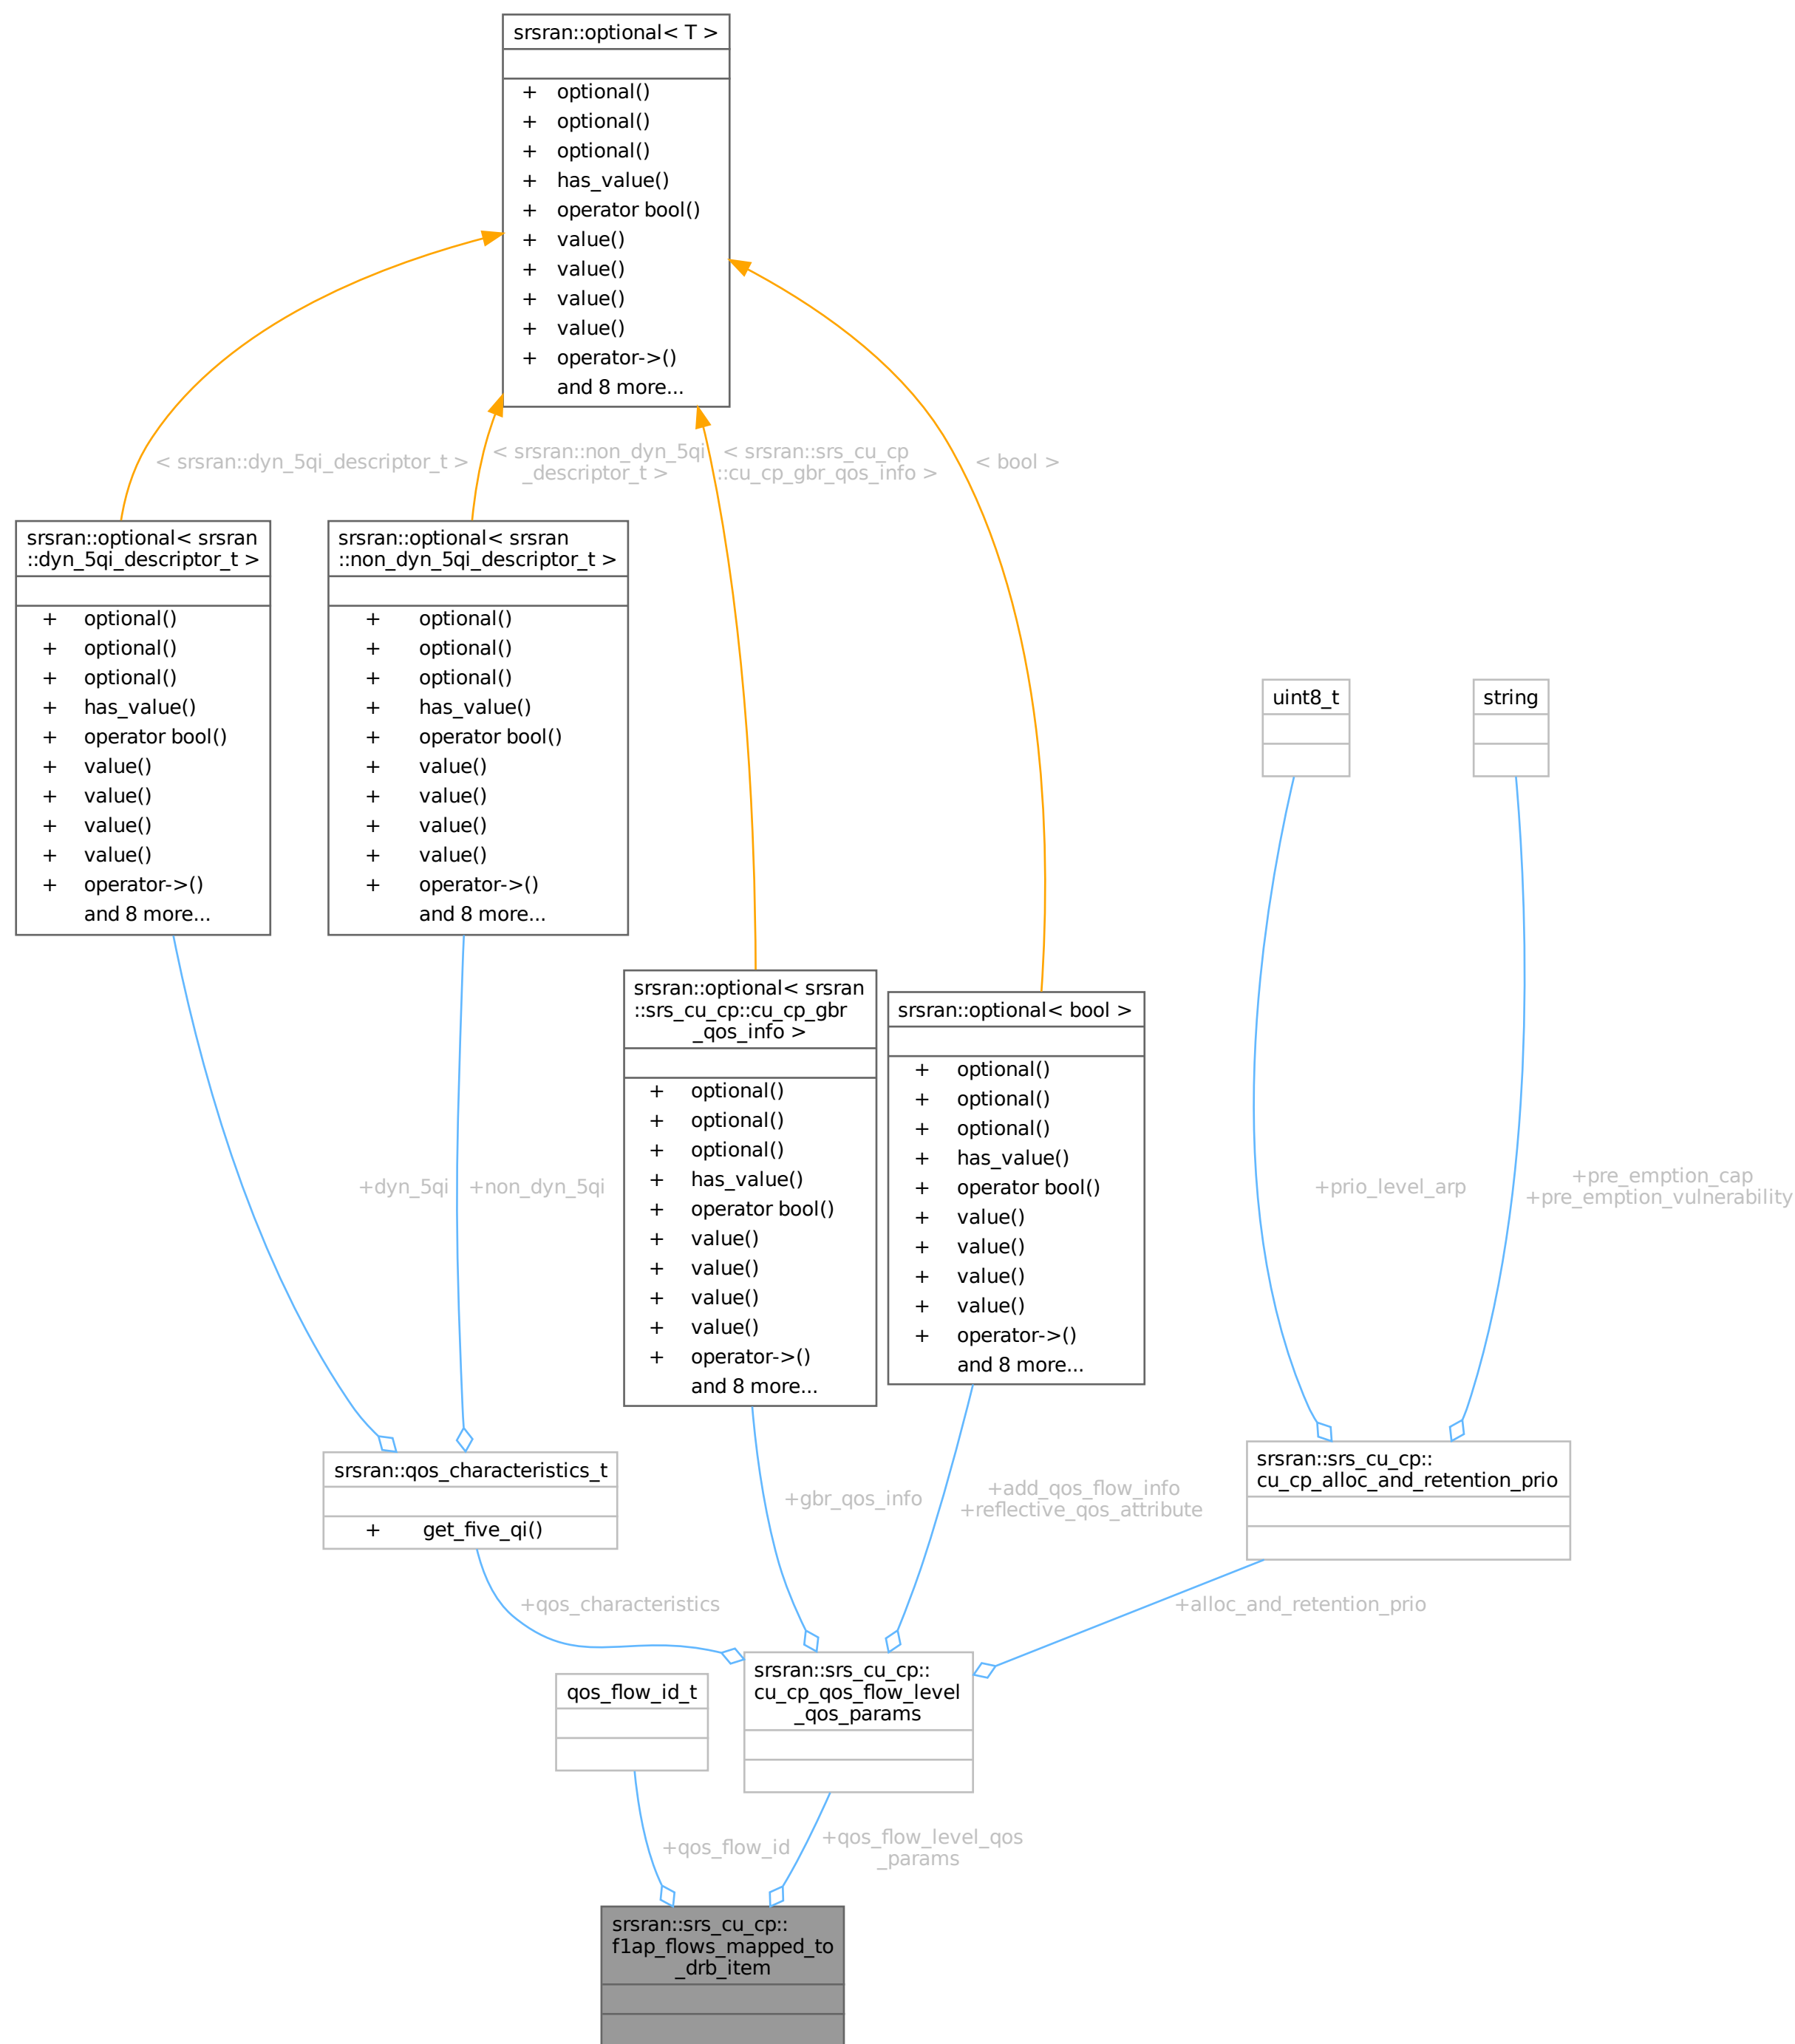 srsran::optional< T >
+ optional()
+ optional()
+ optional()
+ has_value()
+ operator bool()
+ value()
+ value()
+ value()
+ value()
+ operator->()
and 8 more...
< srsran::dyn_5qi_descriptor_t >
< srsran::non_dyn_5qi
_descriptor_t >
< srsran::srs_cu_cp
::cu_cp_gbr_qos_info >
< bool >
srsran::optional< srsran
::dyn_5qi_descriptor_t >
+ optional()
+ optional()
+ optional()
+ has_value()
+ operator bool()
+ value()
+ value()
+ value()
+ value()
+ operator->()
and 8 more...
srsran::optional< srsran
::non_dyn_5qi_descriptor_t >
+ optional()
+ optional()
+ optional()
+ has_value()
+ operator bool()
+ value()
+ value()
+ value()
+ value()
+ operator->()
and 8 more...
uint8_t
string
srsran::optional< srsran
::srs_cu_cp::cu_cp_gbr
_qos_info >
+ optional()
+ optional()
+ optional()
+ has_value()
+ operator bool()
+ value()
+ value()
+ value()
+ value()
+ operator->()
and 8 more...
srsran::optional< bool >
+ optional()
+ optional()
+ optional()
+ has_value()
+ operator bool()
+ value()
+ value()
+ value()
+ value()
+ operator->()
and 8 more...
+dyn_5qi
+non_dyn_5qi
+prio_level_arp
+pre_emption_cap
+pre_emption_vulnerability
srsran::qos_characteristics_t
+ get_five_qi()
+gbr_qos_info
+add_qos_flow_info
+reflective_qos_attribute
srsran::srs_cu_cp::
cu_cp_alloc_and_retention_prio
+qos_characteristics
+alloc_and_retention_prio
qos_flow_id_t
srsran::srs_cu_cp::
cu_cp_qos_flow_level
_qos_params
+qos_flow_id
+qos_flow_level_qos
_params
srsran::srs_cu_cp::
f1ap_flows_mapped_to
_drb_item